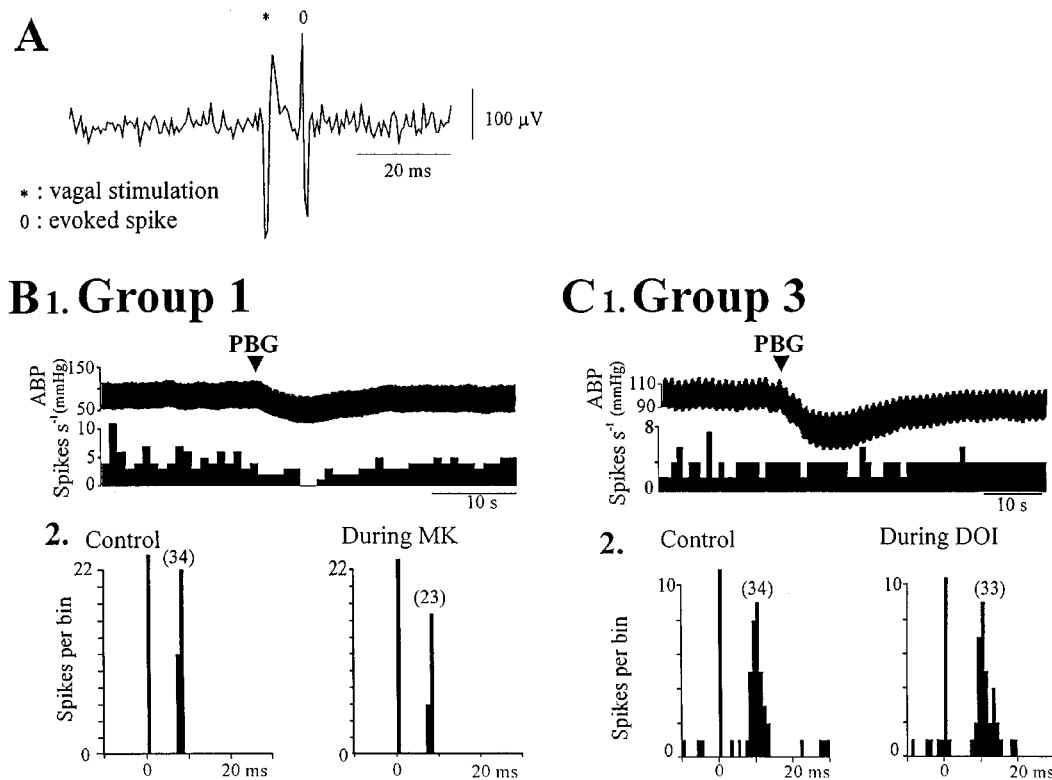 A
* 0
100 µV
20 ms
* : vagal stimulation
0 : evoked spike
B 1. Group 1
PBG
ABP (mmHg)
150
50
Spikes s⁻¹
10
5
0
10 s
2. Control
During MK
Spikes per bin
22
(34)
0
0 20 ms
22
(23)
0
0 20 ms
C 1. Group 3
PBG
ABP (mmHg)
110
90
Spikes s⁻¹
8
0
10 s
2. Control
During DOI
Spikes per bin
10
(34)
0
0 20 ms
10
(33)
0
0 20 ms